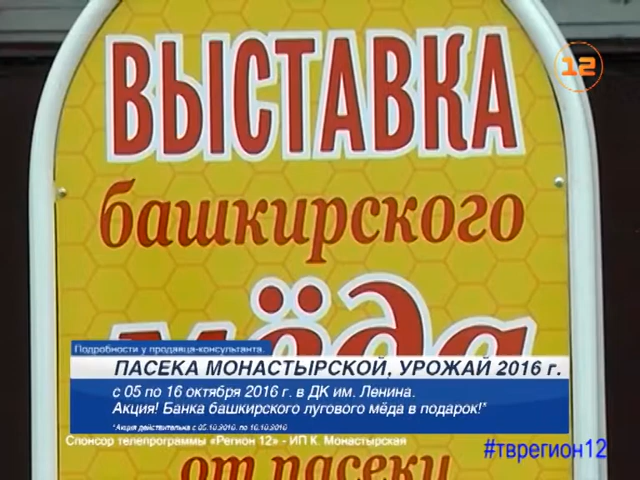 ВЫСТАВКА
12
башкирского
мёда
Подробности у продавца-консультанта.
ПАСЕКА МОНАСТЫРСКОЙ, УРОЖАЙ 2016 г.
с 05 по 16 октября 2016 г. в ДК им. Ленина.
Акция! Банка башкирского лугового мёда в подарок!*
*Акция действительна с 05.10.2016. по 16.10.2016
Спонсор телепрограммы «Регион 12» - ИП К. Монастырская
#тврегион12
от пасеки